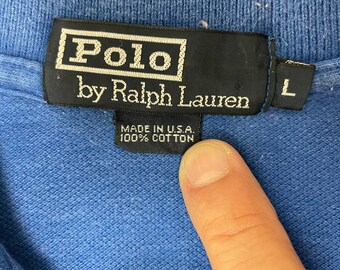 Polo
by Ralph Lauren
L
MADE IN U.S.A.
100% COTTON